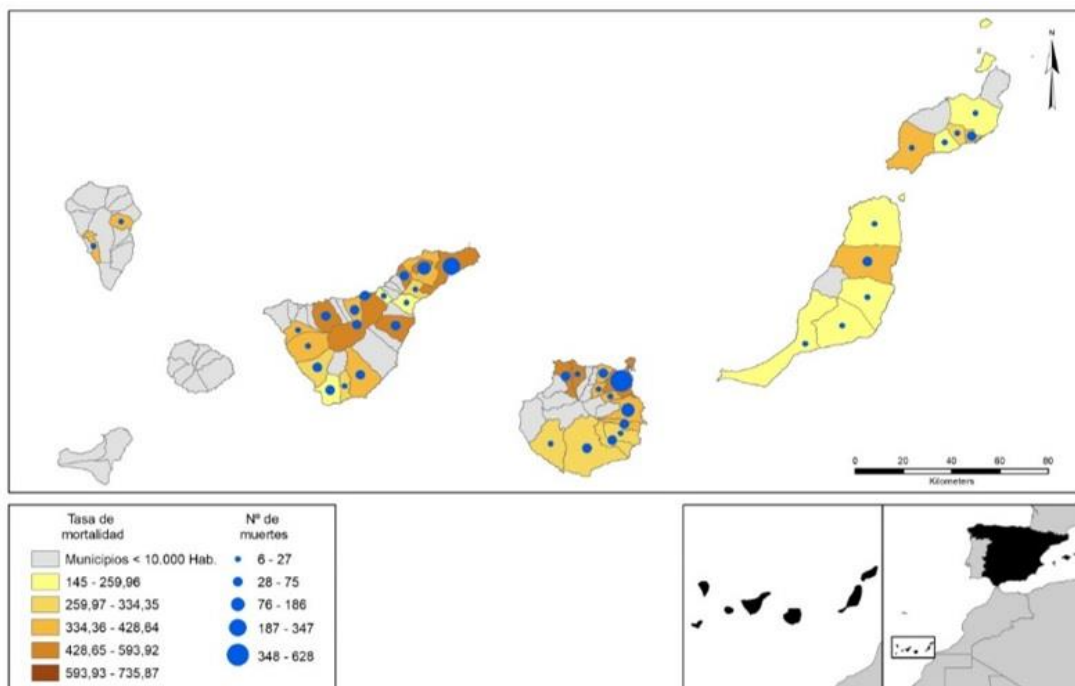 N
0 20 40 60 80
Kilometers
Tasa de
mortalidad
Municipios < 10.000 Hab.
145 - 259,96
259,97 - 334,35
334,36 - 428,64
428,65 - 593,92
593,93 - 735,87
Nº de
muertes
6 - 27
28 - 75
76 - 186
187 - 347
348 - 628